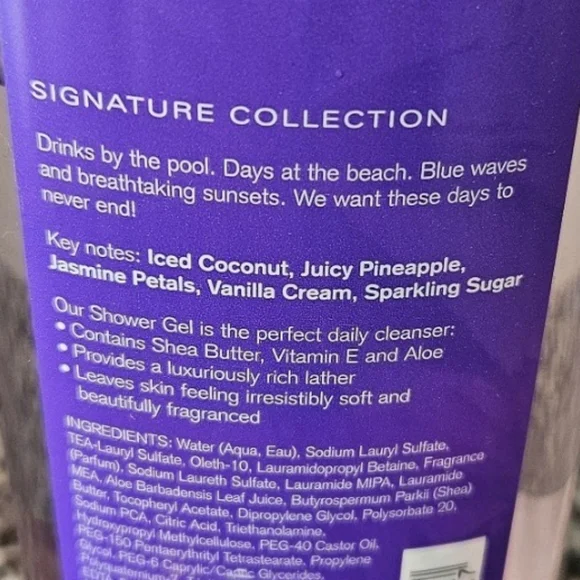 SIGNATURE COLLECTION
Drinks by the pool. Days at the beach. Blue waves
and breathtaking sunsets. We want these days to
never end!
Key notes: Iced Coconut, Juicy Pineapple,
Jasmine Petals, Vanilla Cream, Sparkling Sugar
Our Shower Gel is the perfect daily cleanser:
• Contains Shea Butter, Vitamin E and Aloe
• Provides a luxuriously rich lather
• Leaves skin feeling irresistibly soft and
beautifully fragranced
INGREDIENTS: Water (Aqua, Eau), Sodium Lauryl Sulfate,
TEA-Lauryl Sulfate, Oleth-10, Lauramidopropyl Betaine, Fragrance
(Parfum), Sodium Laureth Sulfate, Lauramide MIPA, Lauramide
MEA, Aloe Barbadensis Leaf Juice, Butyrospermum Parkii (Shea)
Butter, Tocopheryl Acetate, Dipropylene Glycol, Polysorbate 20,
Sodium PCA, Citric Acid, Triethanolamine,
Hydroxypropyl Methylcellulose, PEG-40 Castor Oil,
PEG-150 Pentaerythrityl Tetrastearate, Propylene
Glycol, PEG-6 Caprylic/Capric Glycerides,